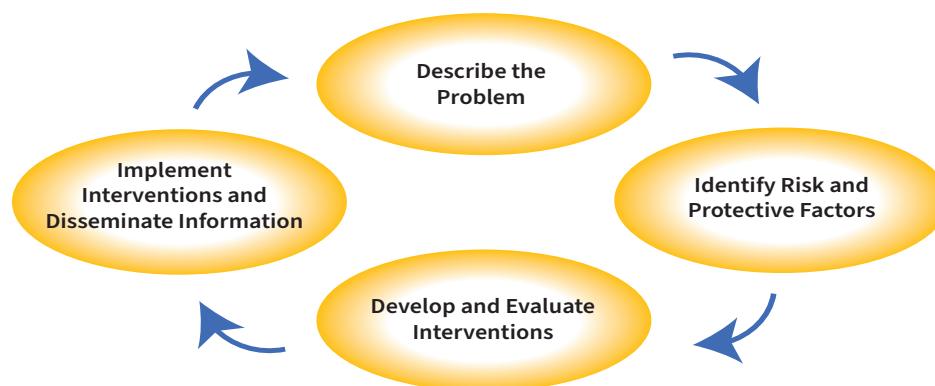 Describe the
Problem
Identify Risk and
Protective Factors
Develop and Evaluate
Interventions
Implement
Interventions and
Disseminate Information